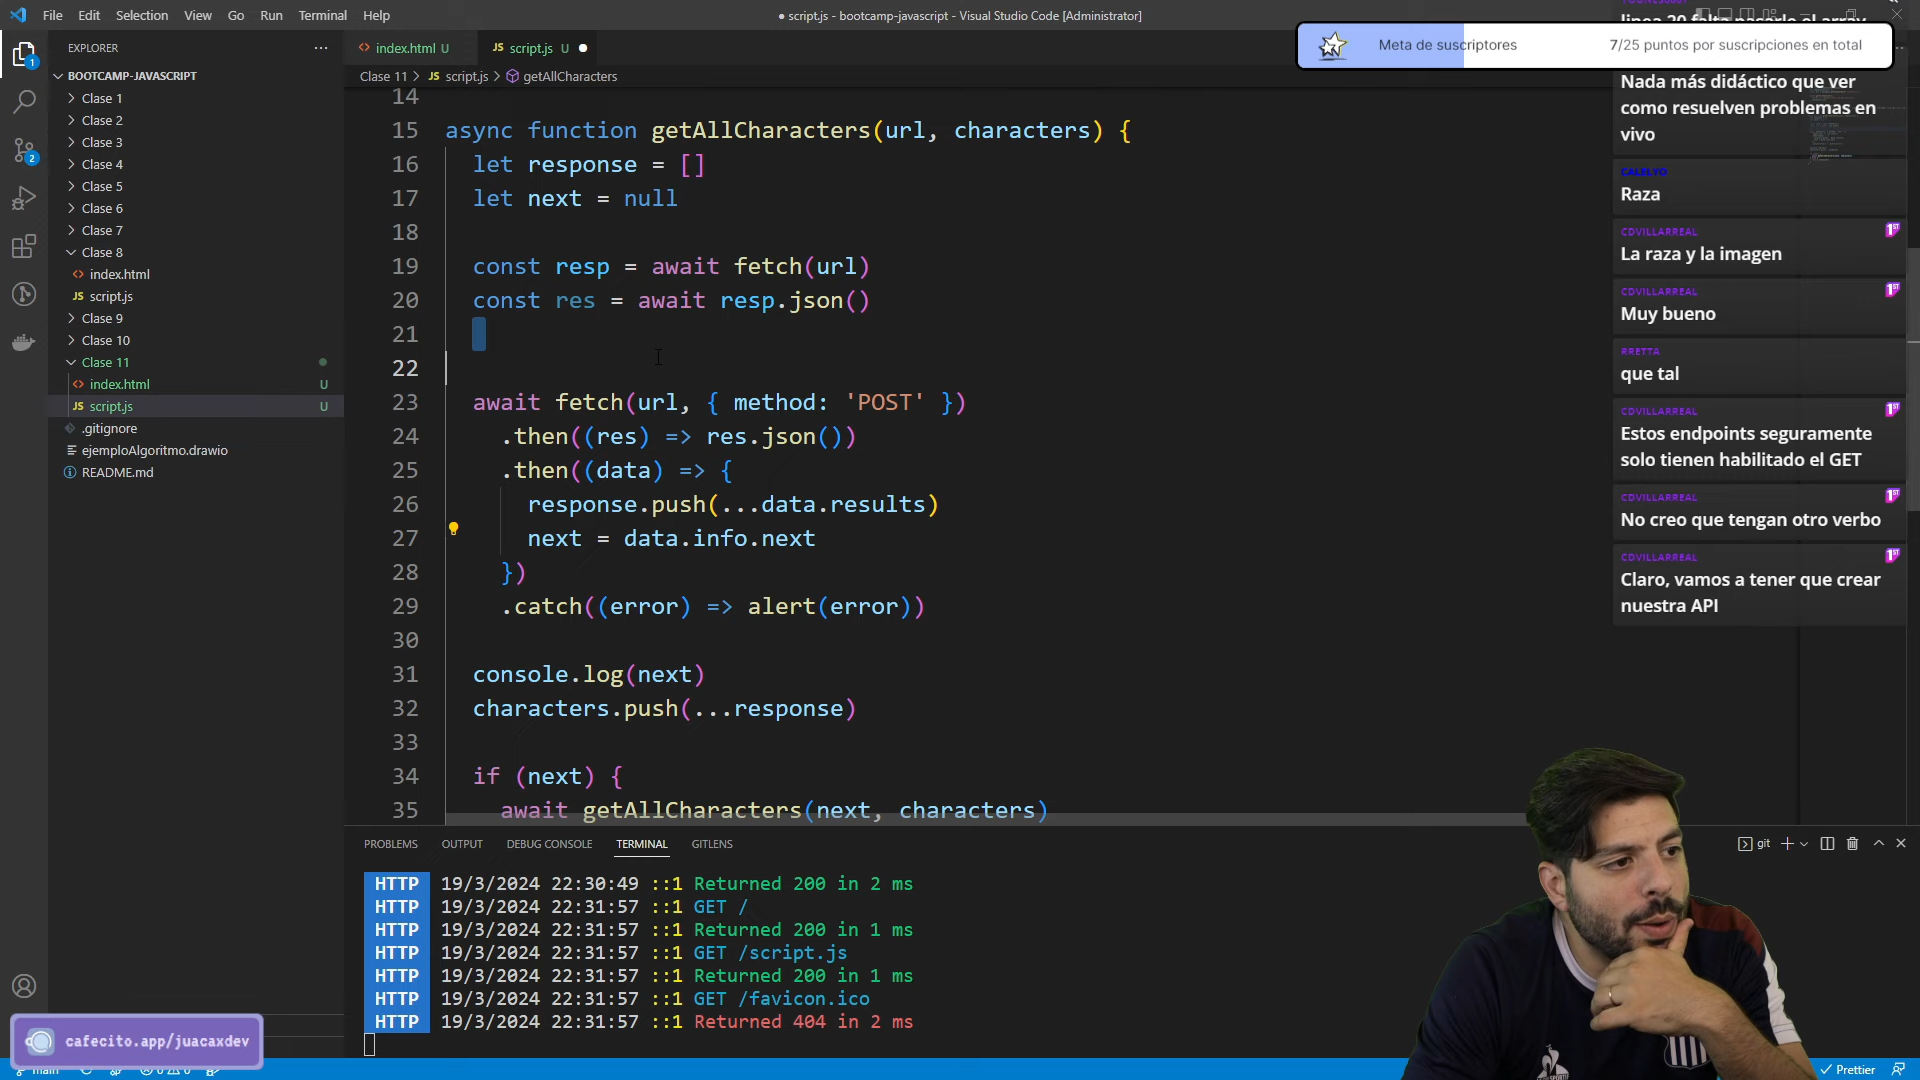 File Edit Selection View Go Run Terminal Help
● script.js - bootcamp-javascript - Visual Studio Code [Administrator]
EXPLORER
BOOTCAMP-JAVASCRIPT
Clase 1
Clase 2
Clase 3
Clase 4
Clase 5
Clase 6
Clase 7
Clase 8
index.html
script.js
Clase 9
Clase 10
Clase 11
index.html U
script.js U
.gitignore
ejemploAlgoritmo.drawio
README.md
1
2
index.html U
script.js U
Clase 11 > script.js > getAllCharacters
14
15 async function getAllCharacters(url, characters) {
16 let response = []
17 let next = null
18
19 const resp = await fetch(url)
20 const res = await resp.json()
21
22
23 await fetch(url, { method: 'POST' })
24 .then((res) => res.json())
25 .then((data) => {
26 response.push(...data.results)
27 next = data.info.next
28 })
29 .catch((error) => alert(error))
30
31 console.log(next)
32 characters.push(...response)
33
34 if (next) {
35 await getAllCharacters(next, characters)
PROBLEMS OUTPUT DEBUG CONSOLE TERMINAL GITLENS
git
HTTP 19/3/2024 22:30:49 ::1 Returned 200 in 2 ms
HTTP 19/3/2024 22:31:57 ::1 GET /
HTTP 19/3/2024 22:31:57 ::1 Returned 200 in 1 ms
HTTP 19/3/2024 22:31:57 ::1 GET /script.js
HTTP 19/3/2024 22:31:57 ::1 Returned 200 in 1 ms
HTTP 19/3/2024 22:31:57 ::1 GET /favicon.ico
HTTP 19/3/2024 22:31:57 ::1 Returned 404 in 2 ms
cafecito.app/juacaxdev
main
Prettier
Meta de suscriptores 7/25 puntos por suscripciones en total
Nada más didáctico que ver
como resuelven problemas en
vivo
CALELYO
Raza
CDVILLARREAL
La raza y la imagen
CDVILLARREAL
Muy bueno
RRETTA
que tal
CDVILLARREAL
Estos endpoints seguramente
solo tienen habilitado el GET
CDVILLARREAL
No creo que tengan otro verbo
CDVILLARREAL
Claro, vamos a tener que crear
nuestra API